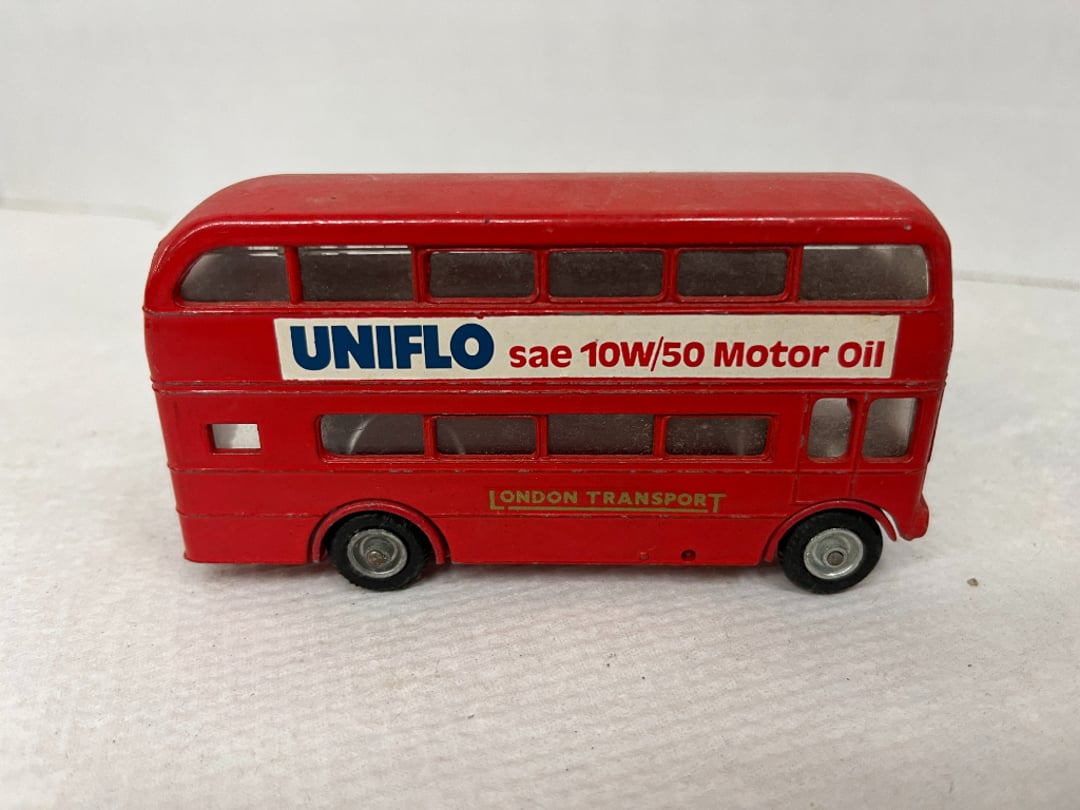 UNIFLO sae 10W/50 Motor Oil
LONDON TRANSPORT